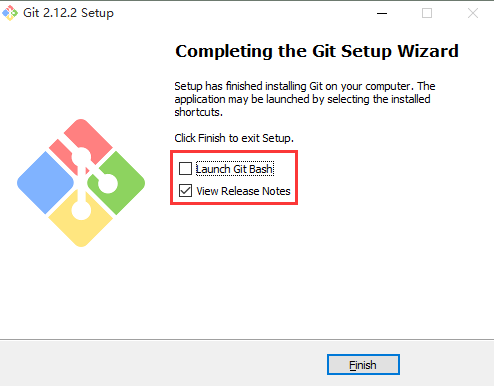 Git 2.12.2 Setup
Completing the Git Setup Wizard
Setup has finished installing Git on your computer. The
application may be launched by selecting the installed
shortcuts.
Click Finish to exit Setup.
Launch Git Bash
View Release Notes
Finish